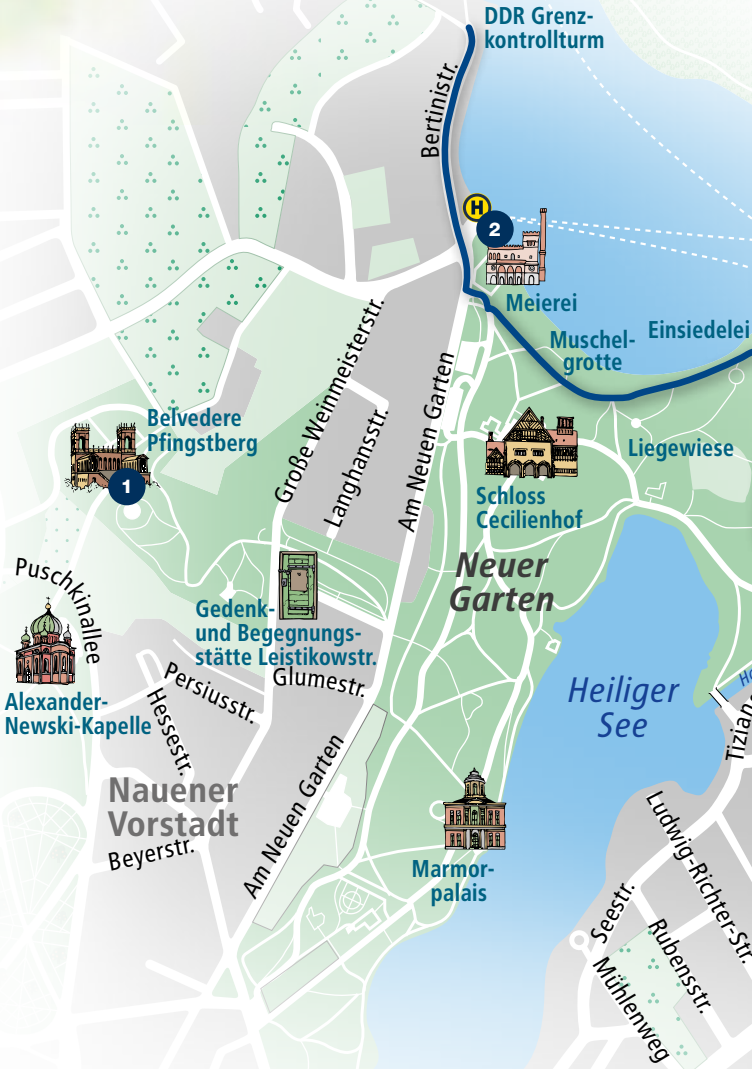 DDR Grenz-
kontrollturm
Bertinistr.
H
2
Meierei
Muschel-
grotte
Einsiedelei
Große Weinmeisterstr.
Langhansstr.
Am Neuen Garten
Belvedere
Pfingstberg
1
Schloss
Cecilienhof
Liegewiese
Neuer
Garten
Puschkinallee
Gedenk-
und Begegnungs-
stätte Leistikowstr.
Glumestr.
Persiusstr.
Hessestr.
Alexander-
Newski-Kapelle
Heiliger
See
Ha
Tizian
Nauener
Vorstadt
Beyerstr.
Am Neuen Garten
Marmor-
palais
Ludwig-Richter-Str.
Seestr.
Rubensstr.
Mühlenweg